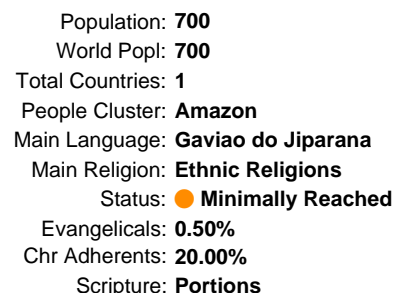 Population: 700
World Popl: 700
Total Countries: 1
People Cluster: Amazon
Main Language: Gaviao do Jiparana
Main Religion: Ethnic Religions
Status: Minimally Reached
Evangelicals: 0.50%
Chr Adherents: 20.00%
Scripture: Portions